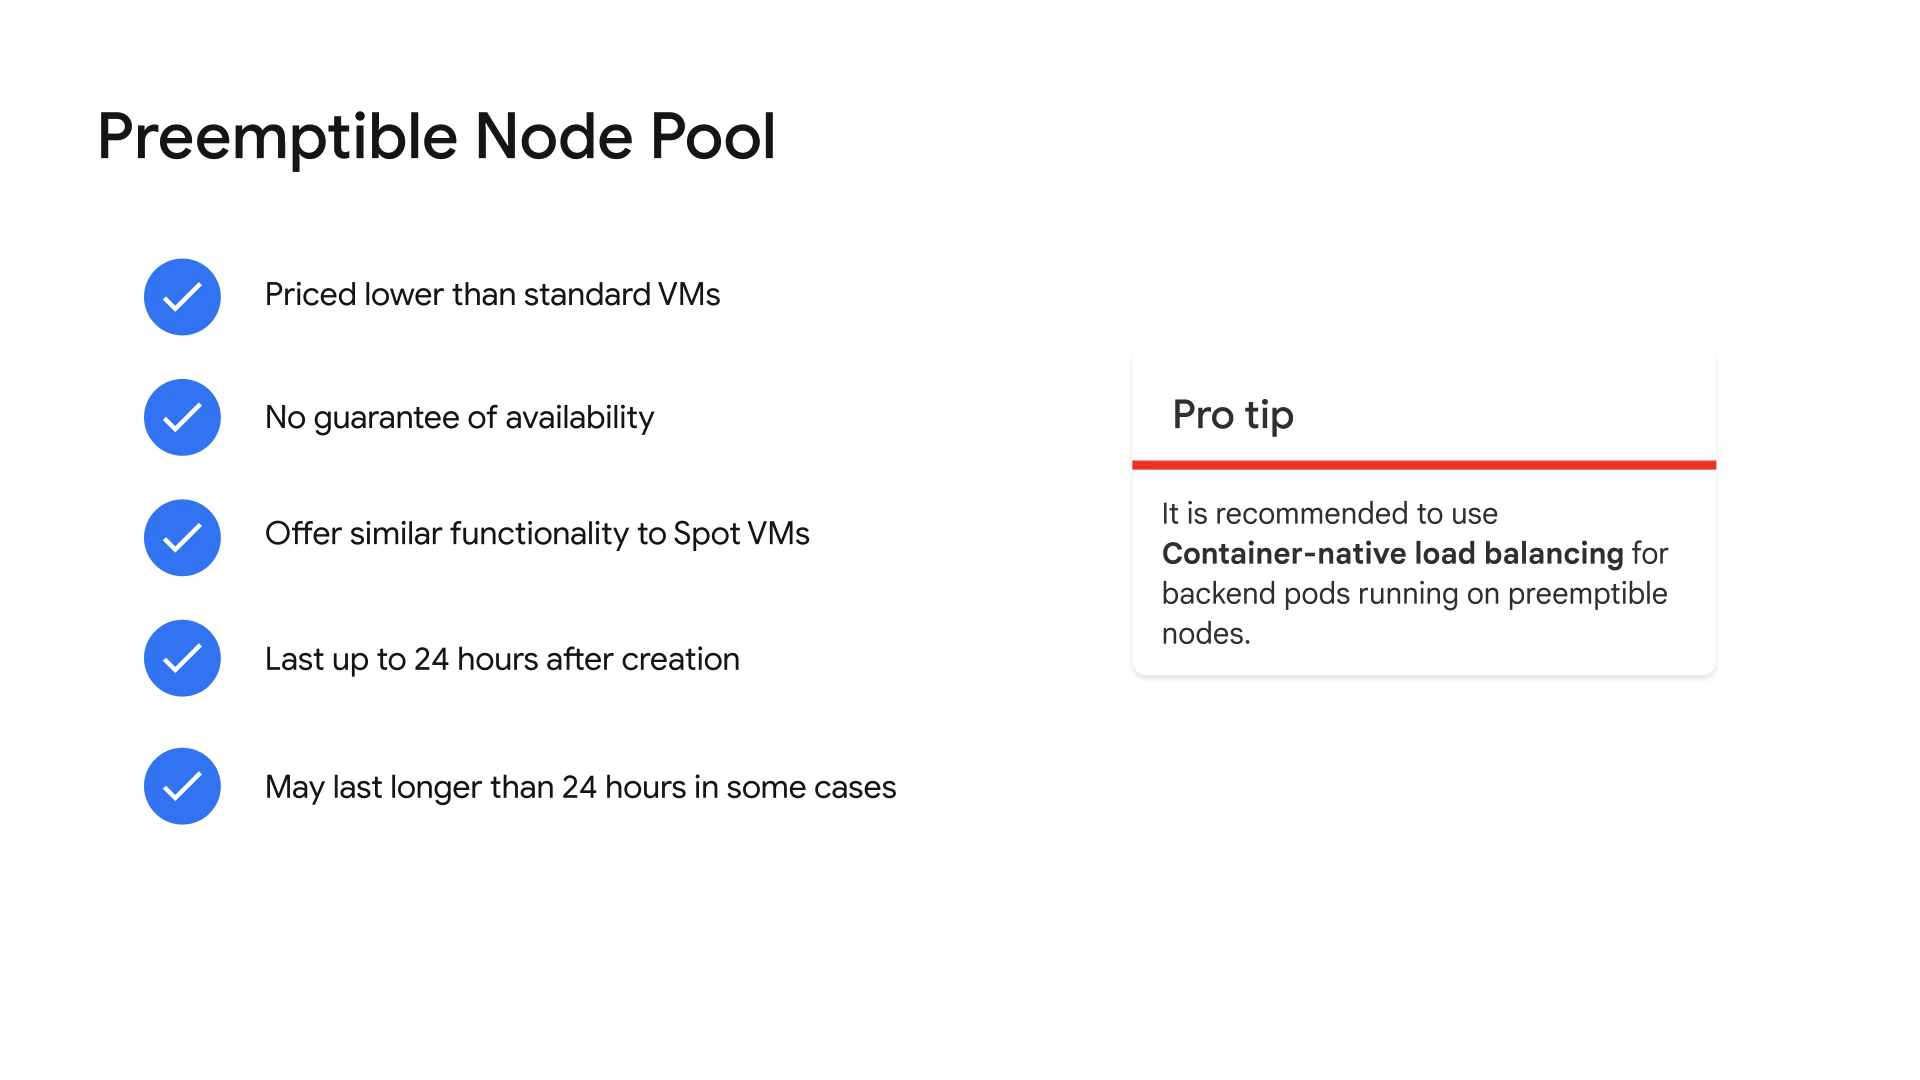 Preemptible Node Pool
Priced lower than standard VMs
No guarantee of availability
Offer similar functionality to Spot VMs
Last up to 24 hours after creation
May last longer than 24 hours in some cases
Pro tip
It is recommended to use
Container-native load balancing for
backend pods running on preemptible
nodes.